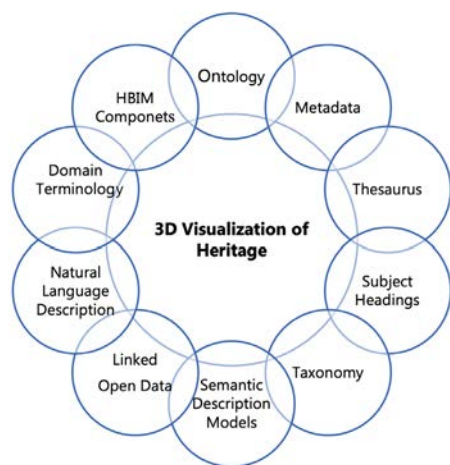 Ontology
Metadata
Thesaurus
Subject
Headings
Taxonomy
Semantic
Description
Models
Linked
Open Data
Natural
Language
Description
Domain
Terminology
HBIM
Componets
3D Visualization of
Heritage